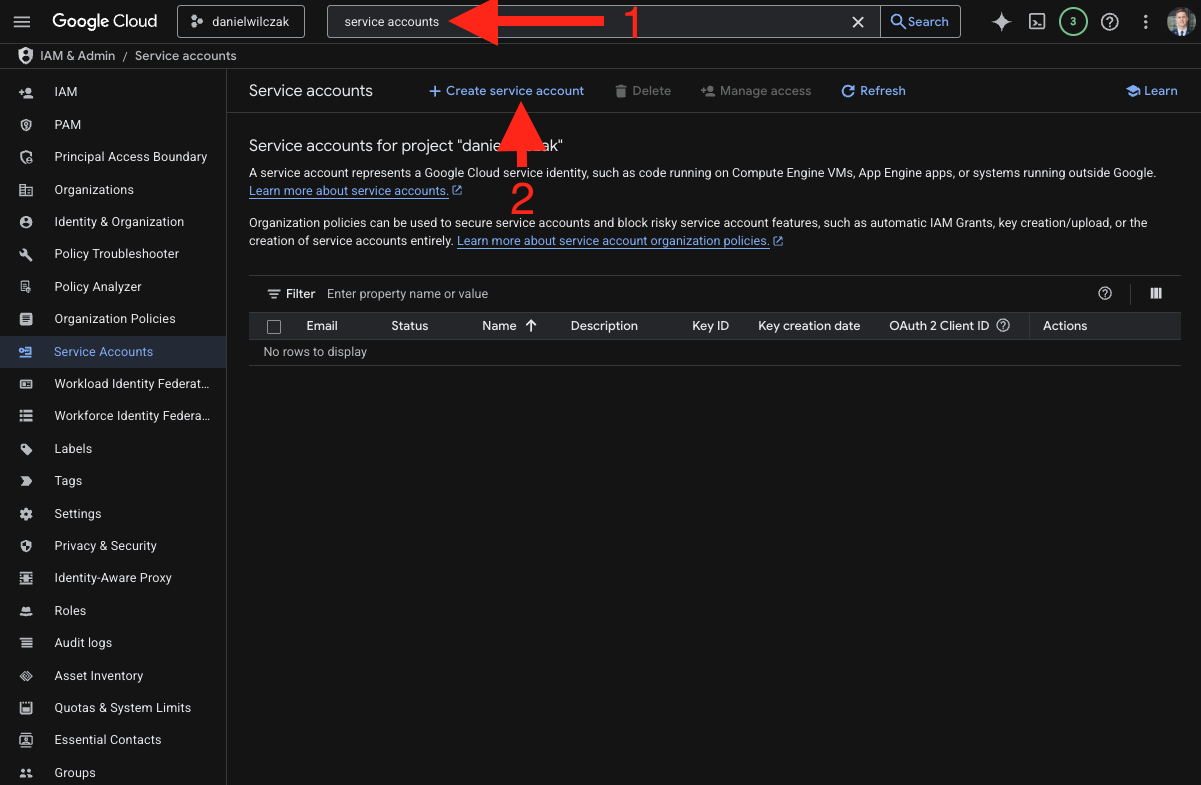 Google Cloud
danielwilczak
service accounts
1
Search
3
IAM & Admin / Service accounts
IAM
PAM
Principal Access Boundary
Organizations
Identity & Organization
Policy Troubleshooter
Policy Analyzer
Organization Policies
Service Accounts
Workload Identity Federat...
Workforce Identity Federa...
Labels
Tags
Settings
Privacy & Security
Identity-Aware Proxy
Roles
Audit logs
Asset Inventory
Quotas & System Limits
Essential Contacts
Groups
Service accounts
Create service account
Delete
Manage access
Refresh
Learn
2
Service accounts for project "danie ak"
A service account represents a Google Cloud service identity, such as code running on Compute Engine VMs, App Engine apps, or systems running outside Google.
Learn more about service accounts.
Organization policies can be used to secure service accounts and block risky service account features, such as automatic IAM Grants, key creation/upload, or the
creation of service accounts entirely. Learn more about service account organization policies.
Filter Enter property name or value
Email Status Name Description Key ID Key creation date OAuth 2 Client ID Actions
No rows to display